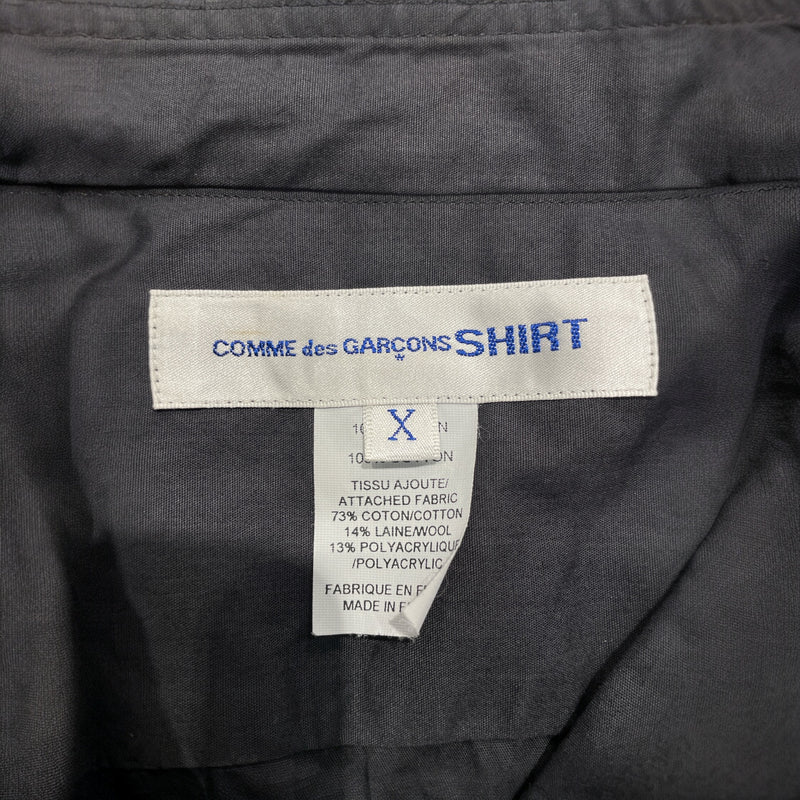 COMME des GARÇONS SHIRT
*
X
TISSU AJOUTE/
ATTACHED FABRIC
73% COTON/COTTON
14% LAINE/WOOL
13% POLYACRYLIQUE
/POLYACRYLIC
FABRIQUE EN
MADE IN